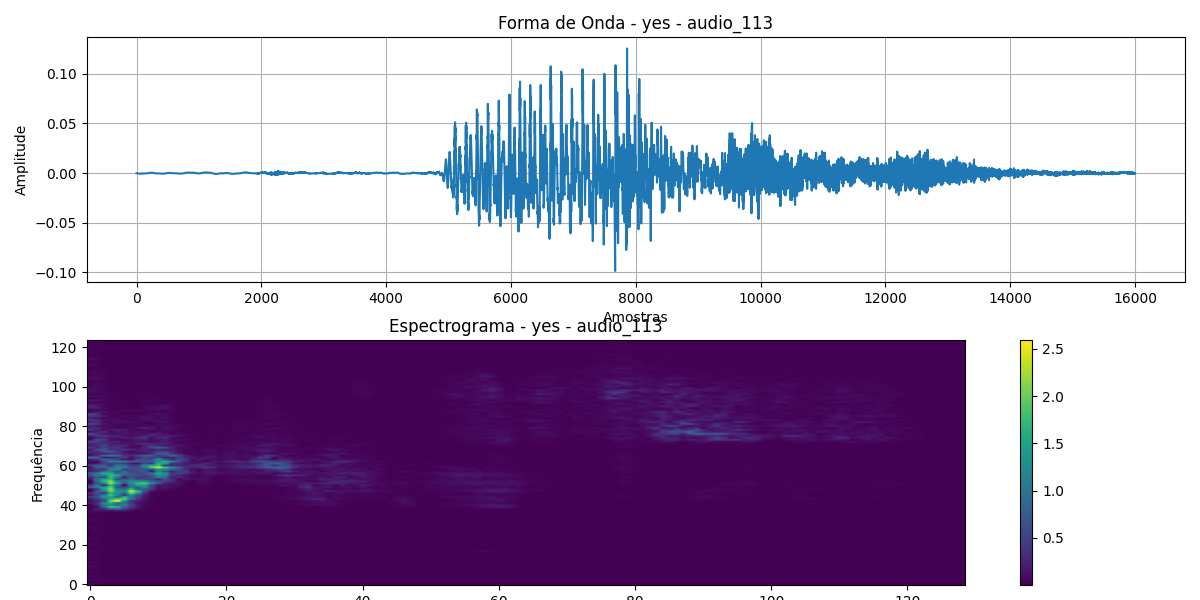 Forma de Onda - yes - audio_113
Amplitude
0.10
0.05
0.00
−0.05
−0.10
0 2000 4000 6000 8000 10000 12000 14000 16000
Amostras
Espectrograma - yes - audio_113
Frequência
120
100
80
60
40
20
0
0 20 40 60 80 100 120
2.5
2.0
1.5
1.0
0.5